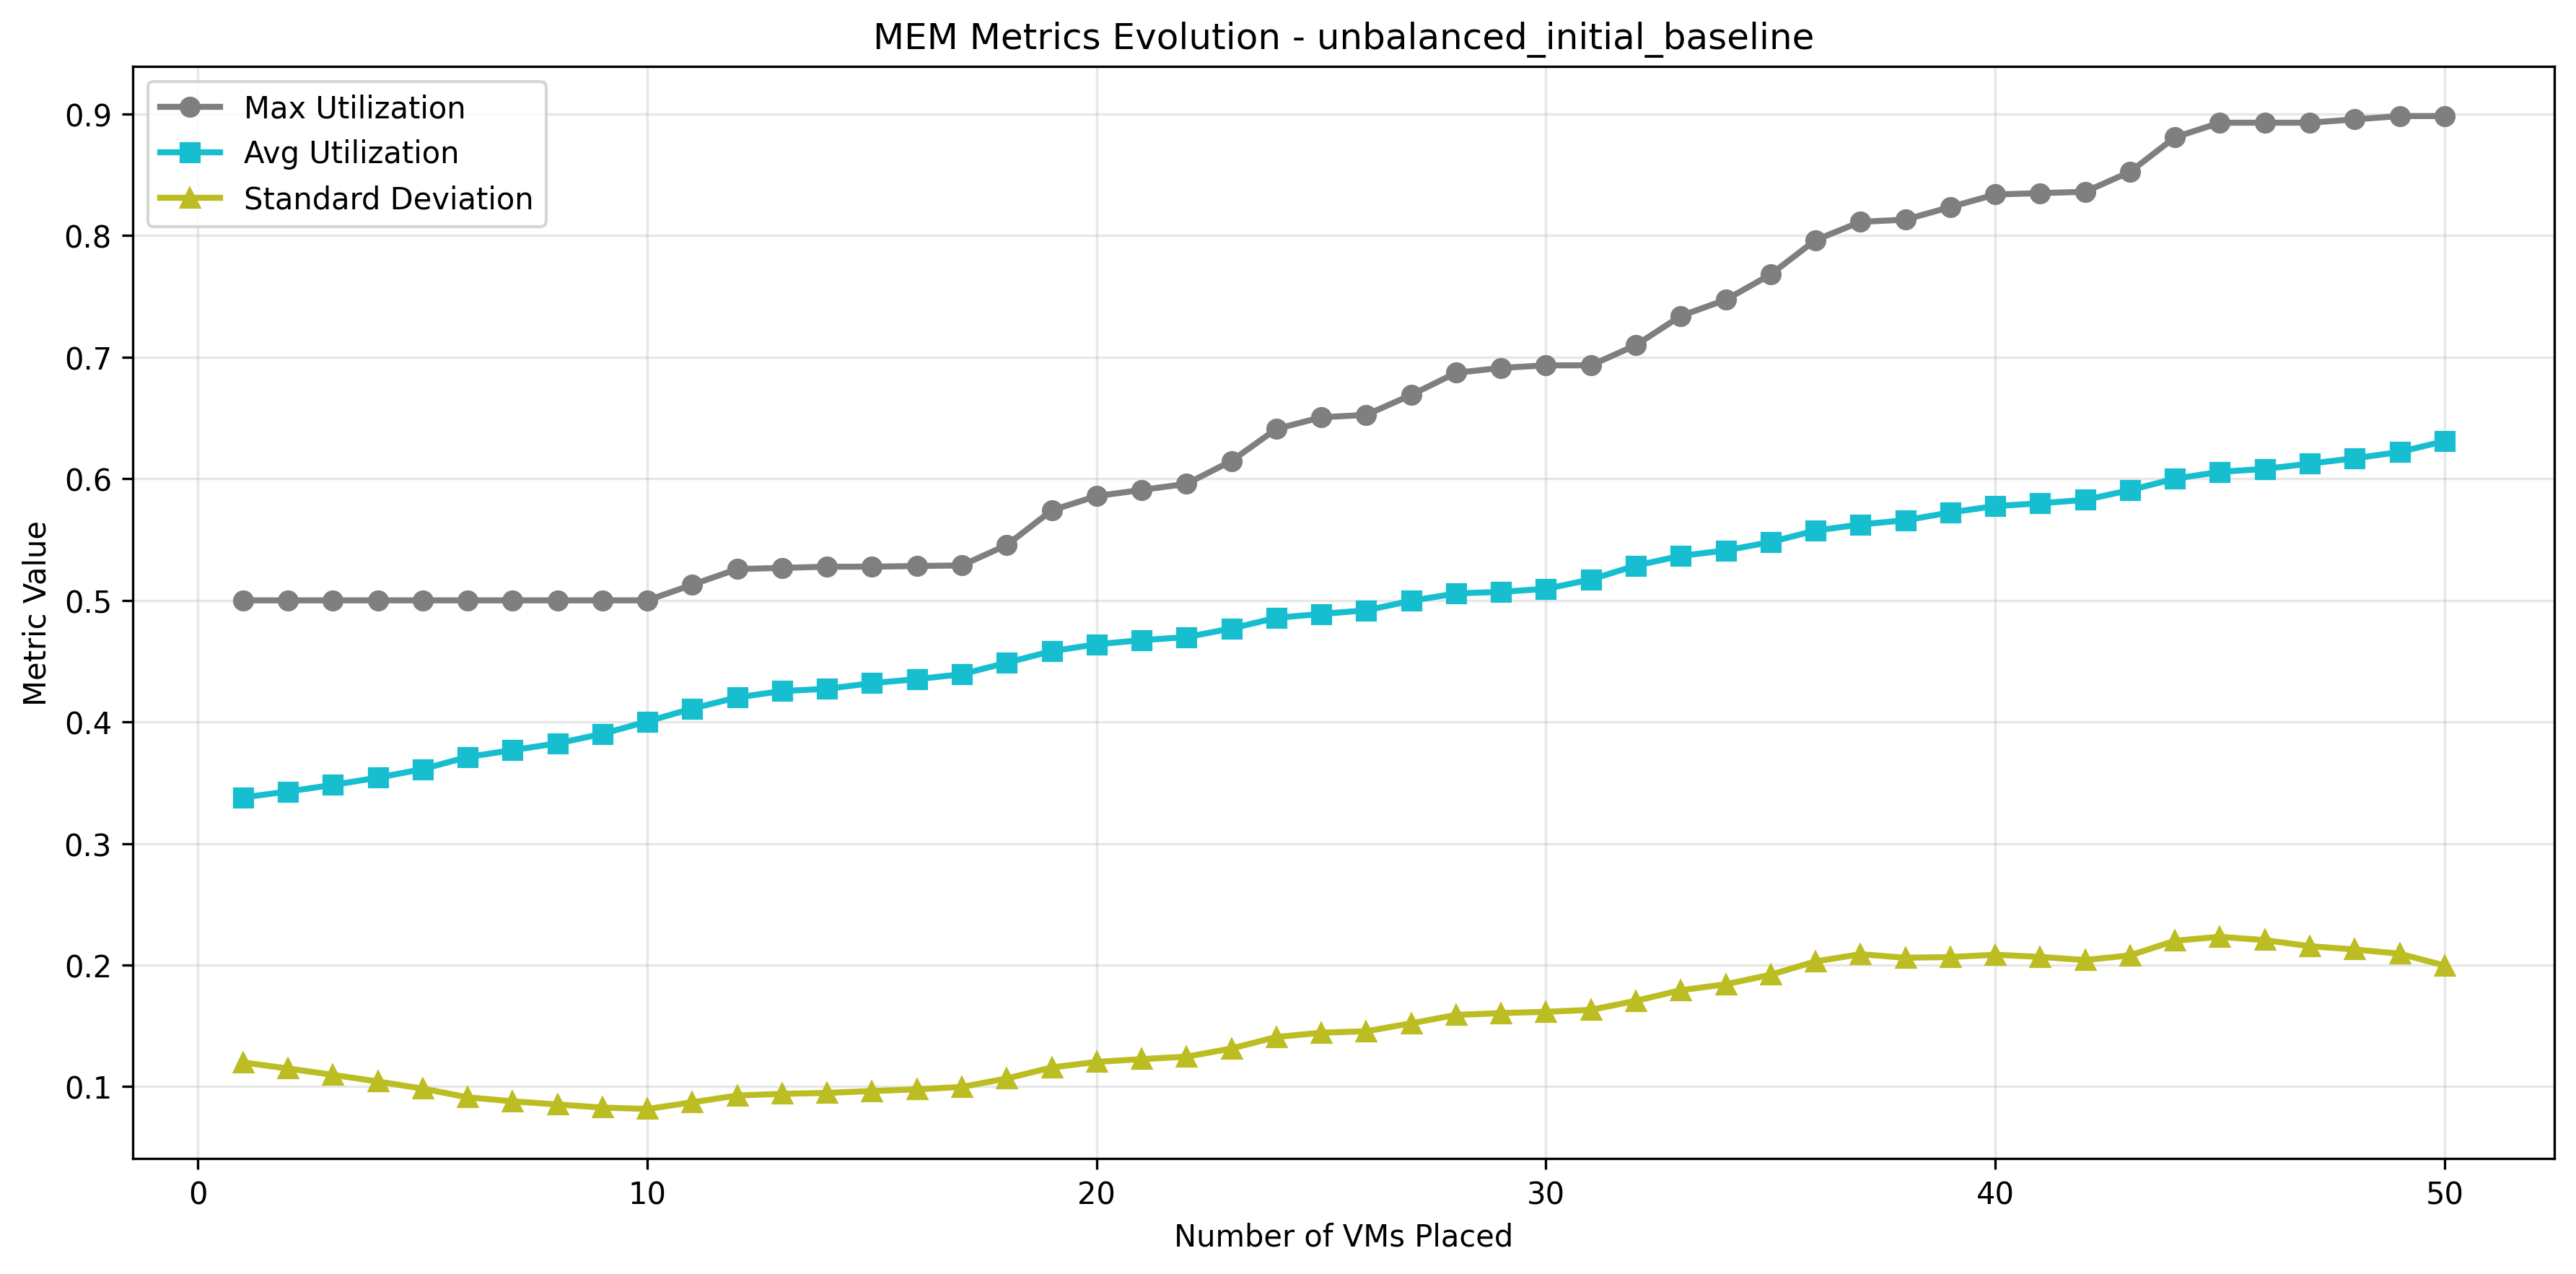 MEM Metrics Evolution - unbalanced_initial_baseline
Max Utilization
Avg Utilization
Standard Deviation
Metric Value
0.9
0.8
0.7
0.6
0.5
0.4
0.3
0.2
0.1
0 10 20 30 40 50
Number of VMs Placed